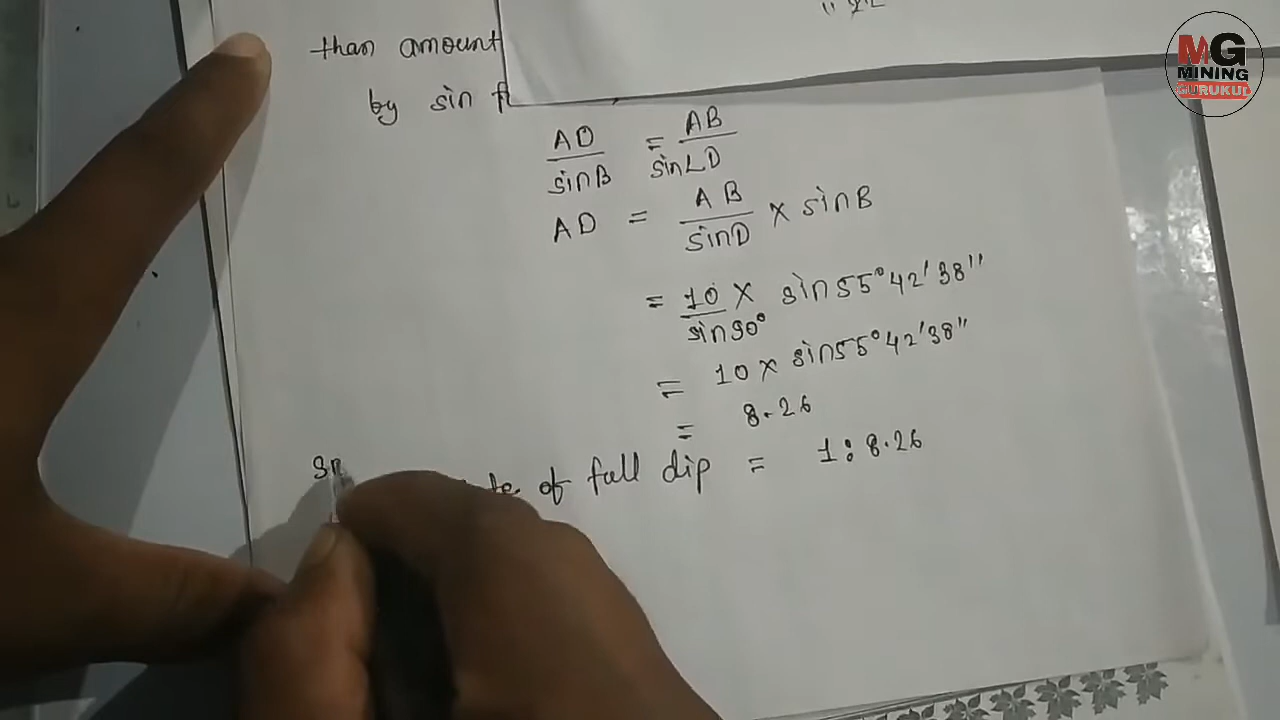 MG
MINING
GURUKUL
than amount
by sin
AD/sinB = AB/sin∠D
AD = AB/sinD × sinB
= 10/sin90° × sin55°42'38"
= 10 × sin55°42'38"
= 8.26
of full dip = 1:8.26